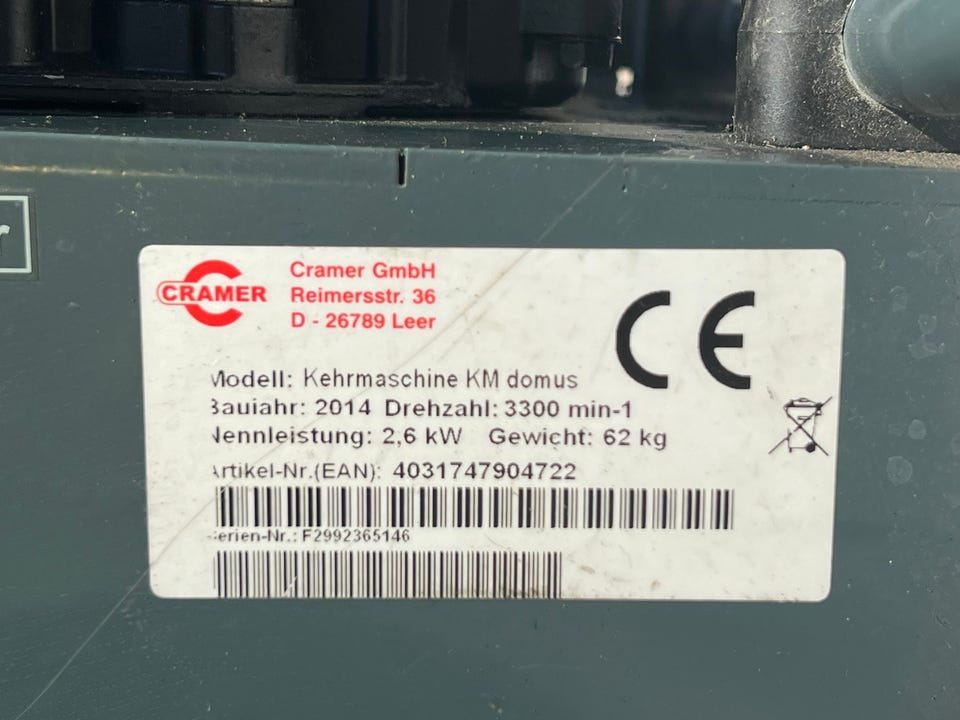 CRAMER
Cramer GmbH
Reimersstr. 36
D - 26789 Leer
CE
Modell: Kehrmaschine KM domus
Baujahr: 2014 Drehzahl: 3300 min-1
Nennleistung: 2,6 kW Gewicht: 62 kg
Artikel-Nr.(EAN): 4031747904722
Serien-Nr.: F2992365146